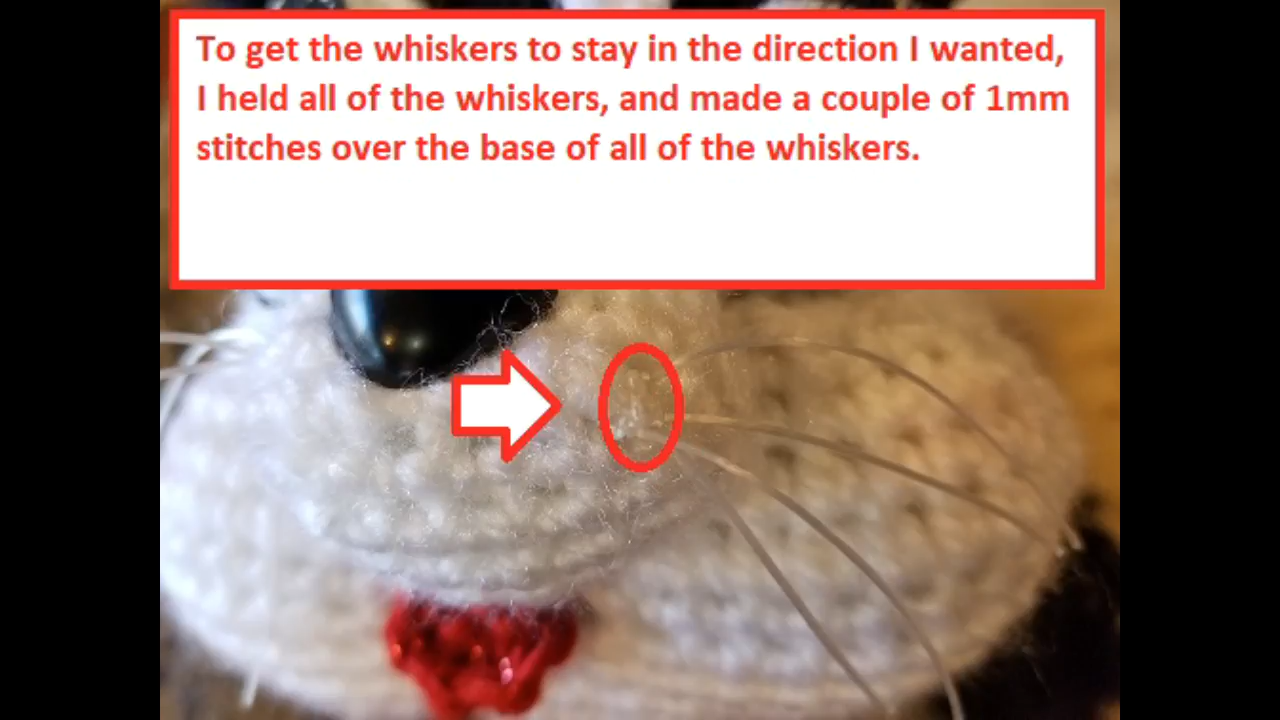 To get the whiskers to stay in the direction I wanted,
I held all of the whiskers, and made a couple of 1mm
stitches over the base of all of the whiskers.